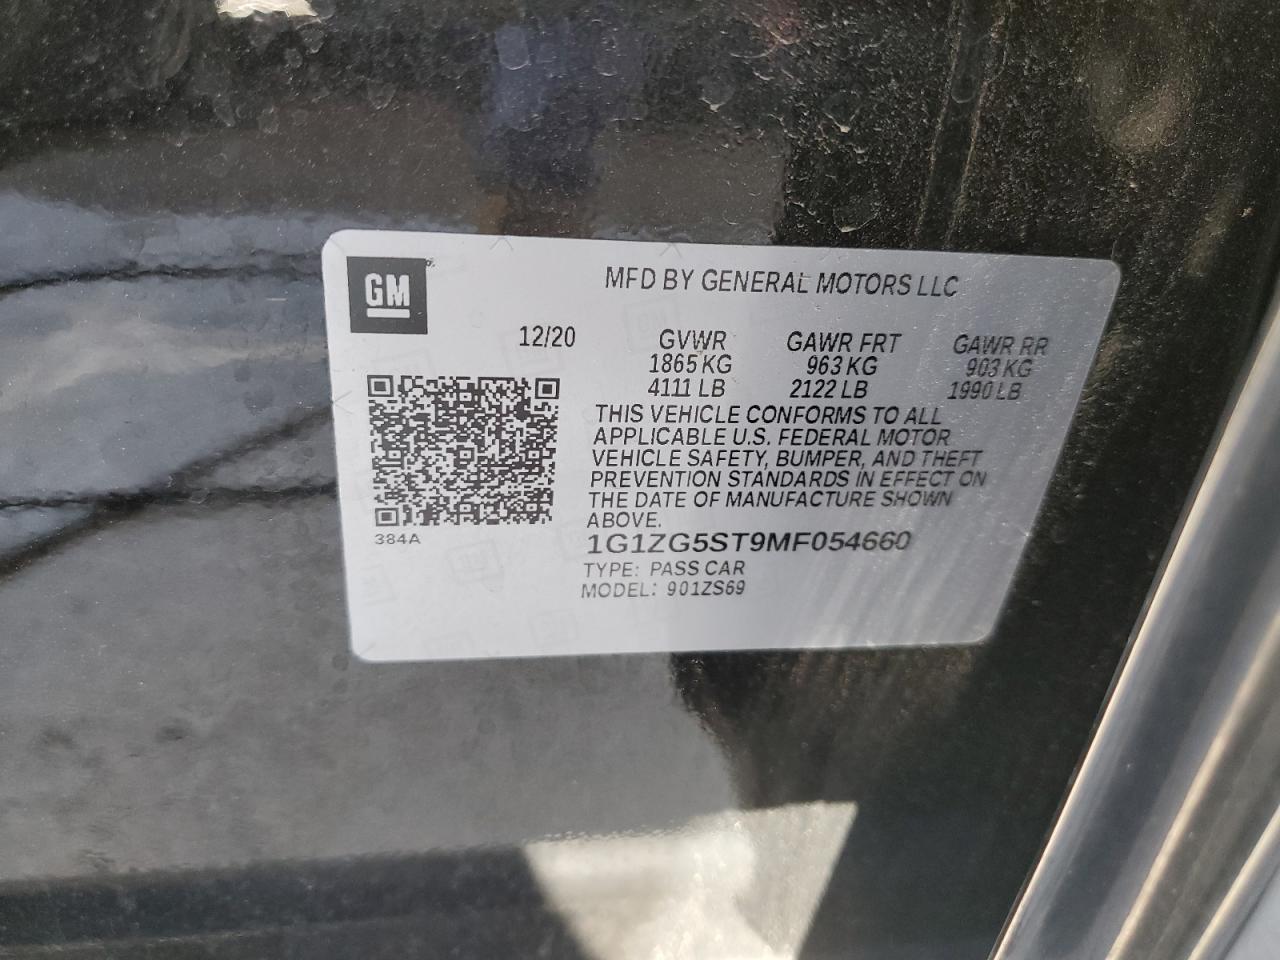 GM
MFD BY GENERAL MOTORS LLC
12/20 GVWR GAWR FRT GAWR RR
1865 KG 963 KG 903 KG
4111 LB 2122 LB 1990 LB
THIS VEHICLE CONFORMS TO ALL
APPLICABLE U.S. FEDERAL MOTOR
VEHICLE SAFETY, BUMPER, AND THEFT
PREVENTION STANDARDS IN EFFECT ON
THE DATE OF MANUFACTURE SHOWN
ABOVE.
384A
1G1ZG5ST9MF054660
TYPE: PASS CAR
MODEL: 901ZS69